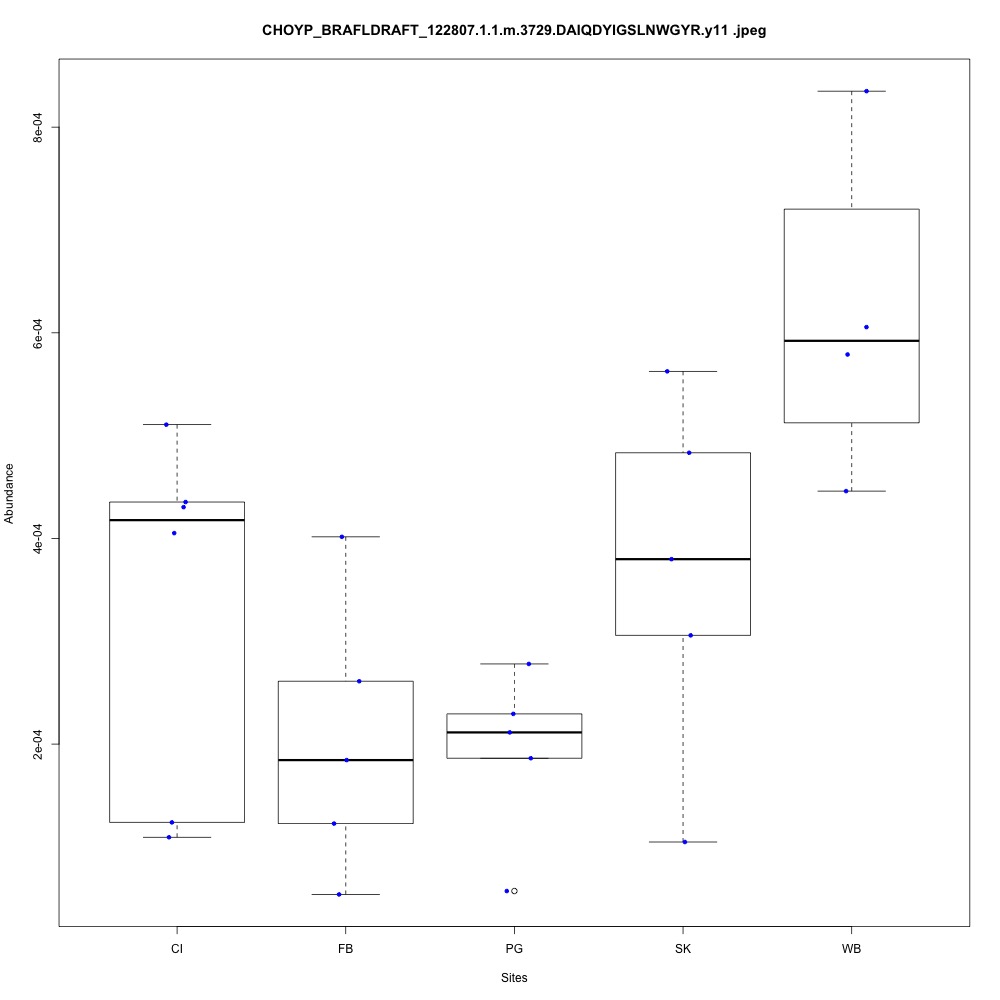 CHOYP_BRAFLDRAFT_122807.1.1.m.3729.DAIQDYIGSLNWGYR.y11 .jpeg
8e-04
6e-04
Abundance
4e-04
2e-04
CI FB PG SK WB
Sites